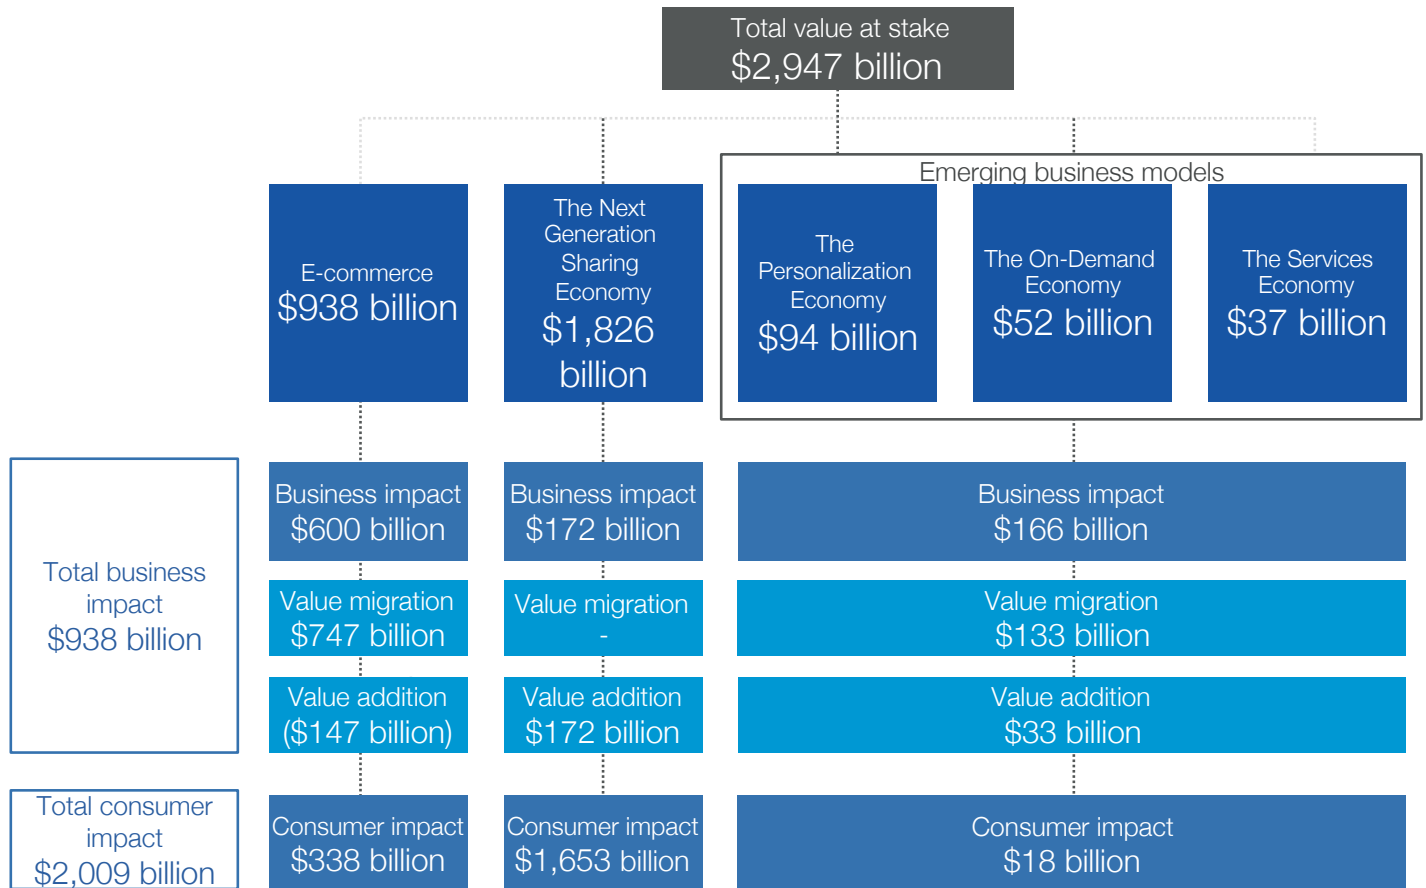 Total value at stake
$2,947 billion
Emerging business models
E-commerce
$938 billion
The Next
Generation
Sharing
Economy
$1,826
billion
The
Personalization
Economy
$94 billion
The On-Demand
Economy
$52 billion
The Services
Economy
$37 billion
Total business
impact
$938 billion
Business impact
$600 billion
Business impact
$172 billion
Business impact
$166 billion
Value migration
$747 billion
Value migration
-
Value migration
$133 billion
Value addition
($147 billion)
Value addition
$172 billion
Value addition
$33 billion
Total consumer
impact
$2,009 billion
Consumer impact
$338 billion
Consumer impact
$1,653 billion
Consumer impact
$18 billion